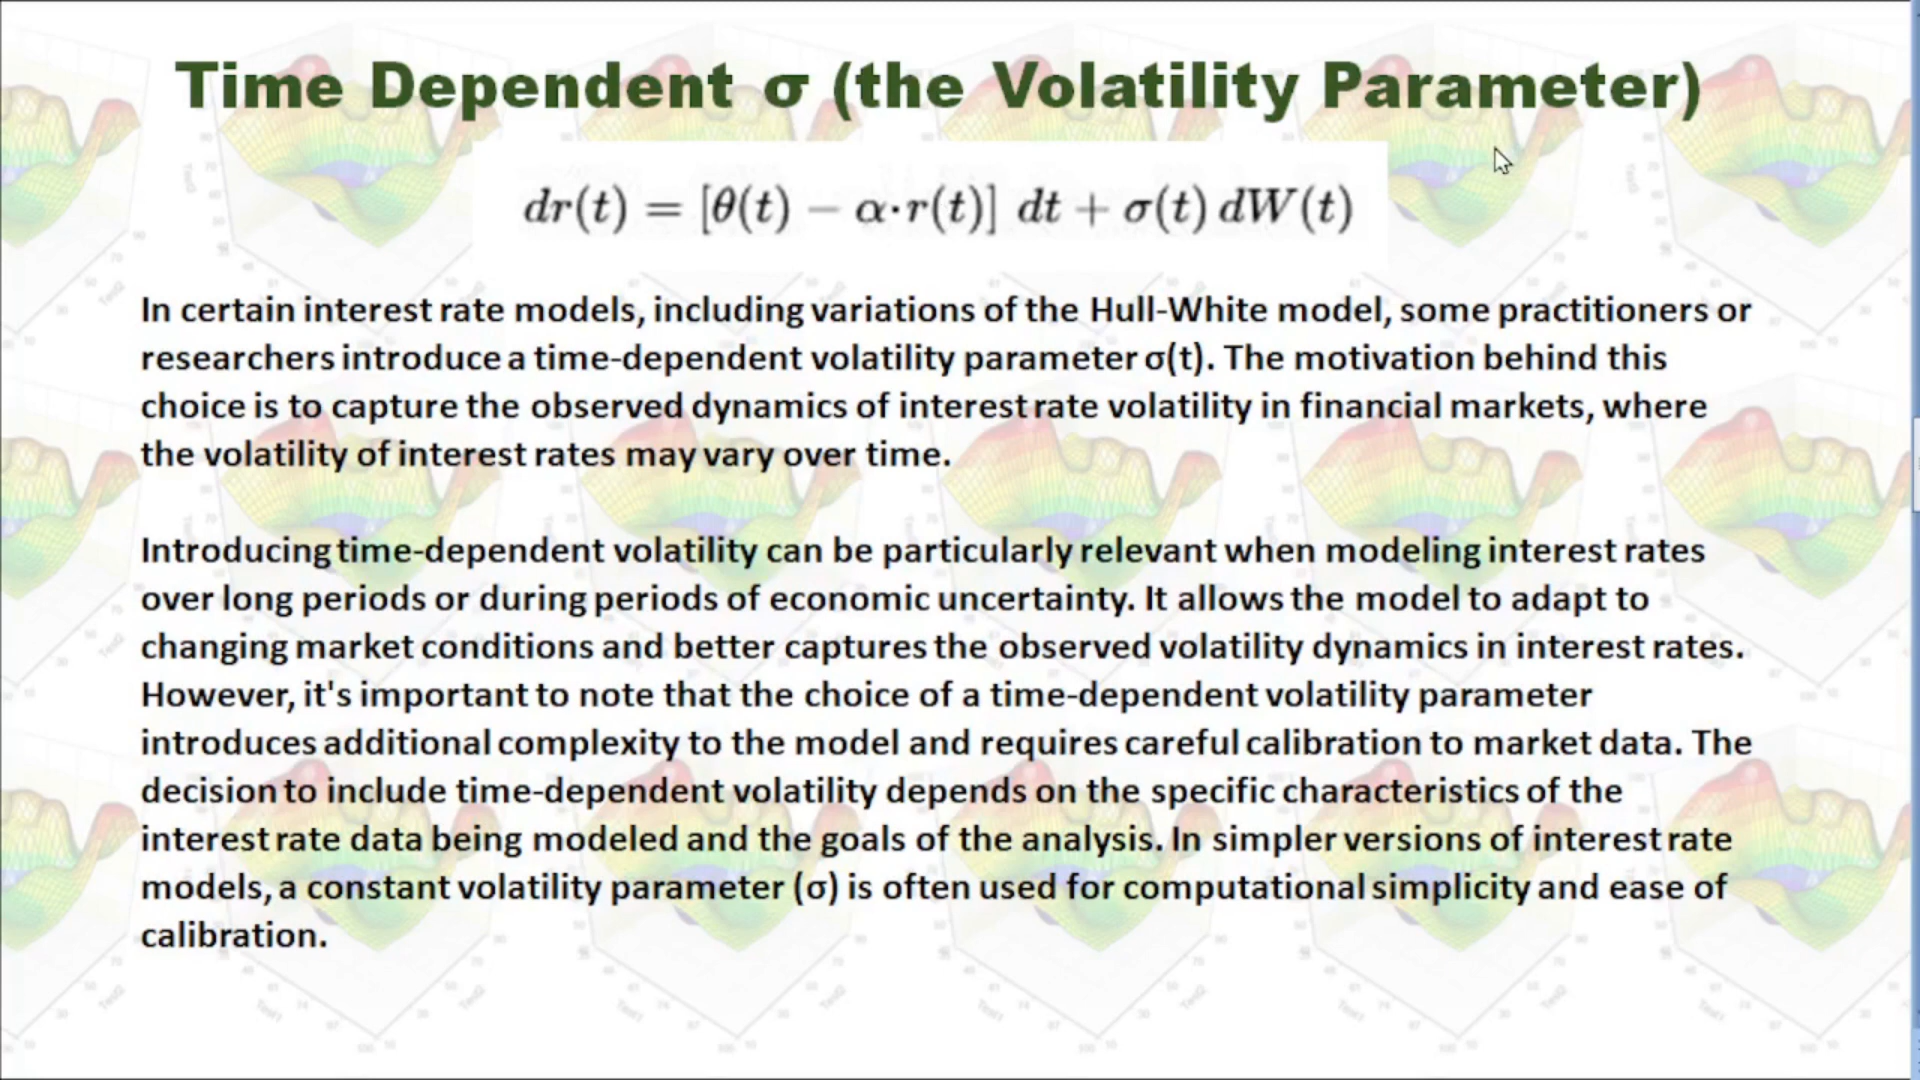 Time Dependent σ (the Volatility Parameter)
dr(t) = [θ(t) − α·r(t)] dt + σ(t) dW(t)
In certain interest rate models, including variations of the Hull-White model, some practitioners or
researchers introduce a time-dependent volatility parameter σ(t). The motivation behind this
choice is to capture the observed dynamics of interest rate volatility in financial markets, where
the volatility of interest rates may vary over time.
Introducing time-dependent volatility can be particularly relevant when modeling interest rates
over long periods or during periods of economic uncertainty. It allows the model to adapt to
changing market conditions and better captures the observed volatility dynamics in interest rates.
However, it's important to note that the choice of a time-dependent volatility parameter
introduces additional complexity to the model and requires careful calibration to market data. The
decision to include time-dependent volatility depends on the specific characteristics of the
interest rate data being modeled and the goals of the analysis. In simpler versions of interest rate
models, a constant volatility parameter (σ) is often used for computational simplicity and ease of
calibration.